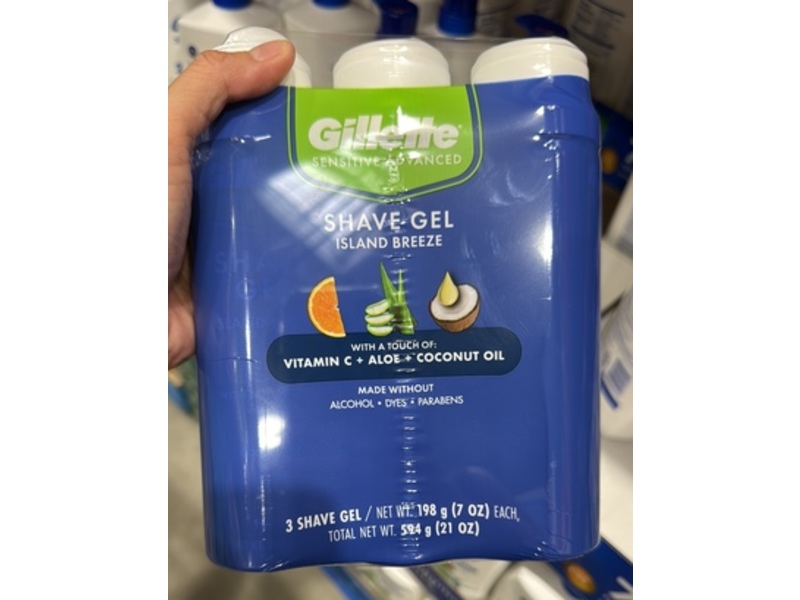 Gillette
SENSITIVE ADVANCED
SHAVE GEL
ISLAND BREEZE
WITH A TOUCH OF:
VITAMIN C + ALOE + COCONUT OIL
MADE WITHOUT
ALCOHOL • DYES • PARABENS
3 SHAVE GEL / NET WT. 198 g (7 OZ) EACH,
TOTAL NET WT. 594 g (21 OZ)